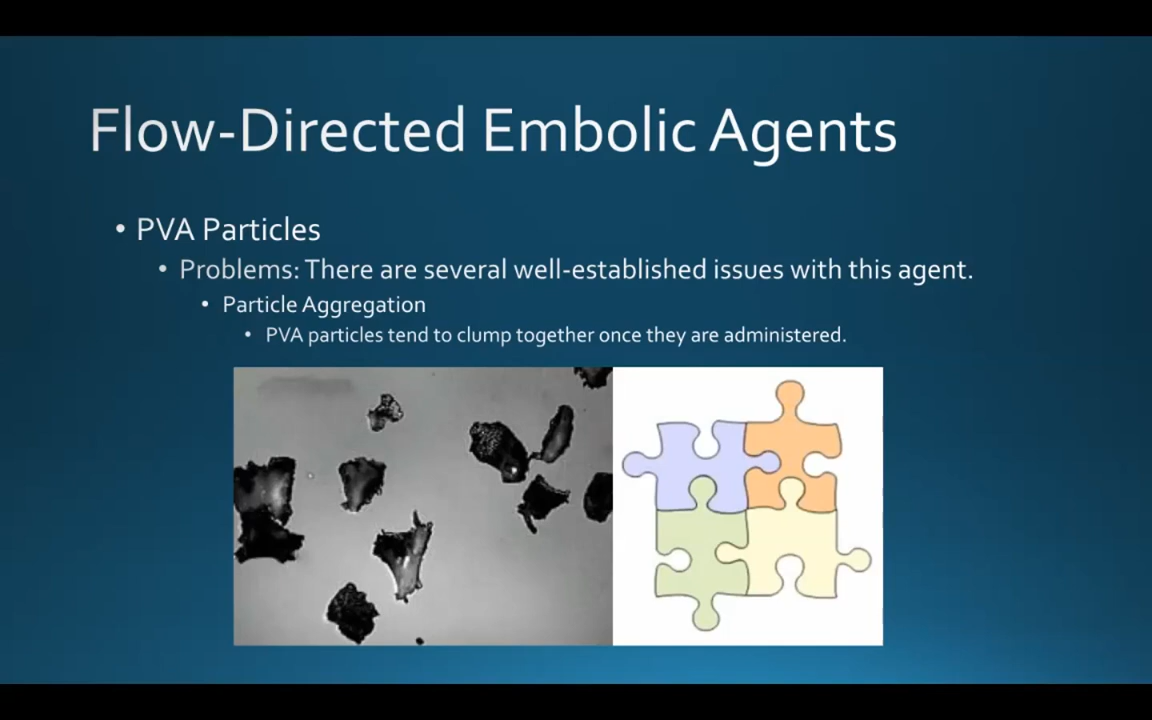 Flow-Directed Embolic Agents
• PVA Particles
• Problems: There are several well-established issues with this agent.
• Particle Aggregation
• PVA particles tend to clump together once they are administered.